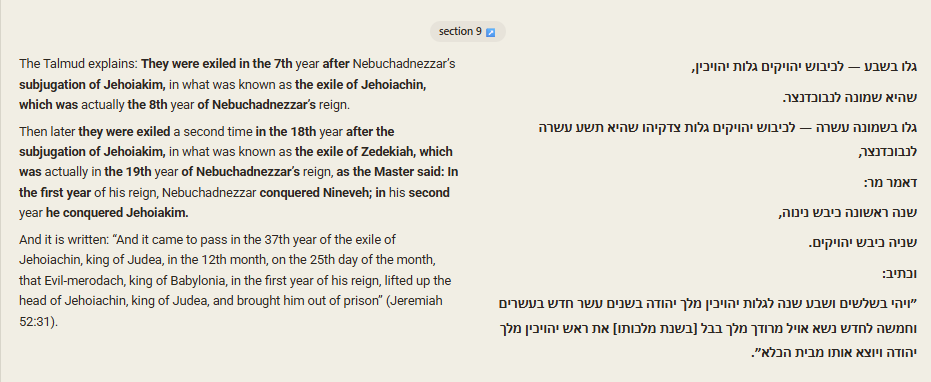 section 9
The Talmud explains: They were exiled in the 7th year after Nebuchadnezzar's
subjugation of Jehoiakim, in what was known as the exile of Jehoiachin,
which was actually the 8th year of Nebuchadnezzar's reign.
Then later they were exiled a second time in the 18th year after the
subjugation of Jehoiakim, in what was known as the exile of Zedekiah, which
was actually in the 19th year of Nebuchadnezzar's reign, as the Master said: In
the first year of his reign, Nebuchadnezzar conquered Nineveh; in his second
year he conquered Jehoiakim.
And it is written: “And it came to pass in the 37th year of the exile of
Jehoiachin, king of Judea, in the 12th month, on the 25th day of the month,
that Evil-merodach, king of Babylonia, in the first year of his reign, lifted up the
head of Jehoiachin, king of Judea, and brought him out of prison” (Jeremiah
52:31).
גלו בשבע — לכיבוש יהויקים גלות יהויכין,
שהיא שמונה לנבוכדנצר.
גלו בשמונה עשרה — לכיבוש יהויקים גלות צדקיהו שהיא תשע עשרה
לנבוכדנצר,
דאמר מר:
שנה ראשונה כיבש נינוה,
שניה כיבש יהויקים.
וכתיב:
״ויהי בשלשים ושבע שנה לגלות יהויכין מלך יהודה בשנים עשר חדש בעשרים
וחמשה לחדש נשא אויל מרודך מלך בבל [בשנת מלכותו] את ראש יהויכין מלך
יהודה ויוצא אותו מבית הכלא״.